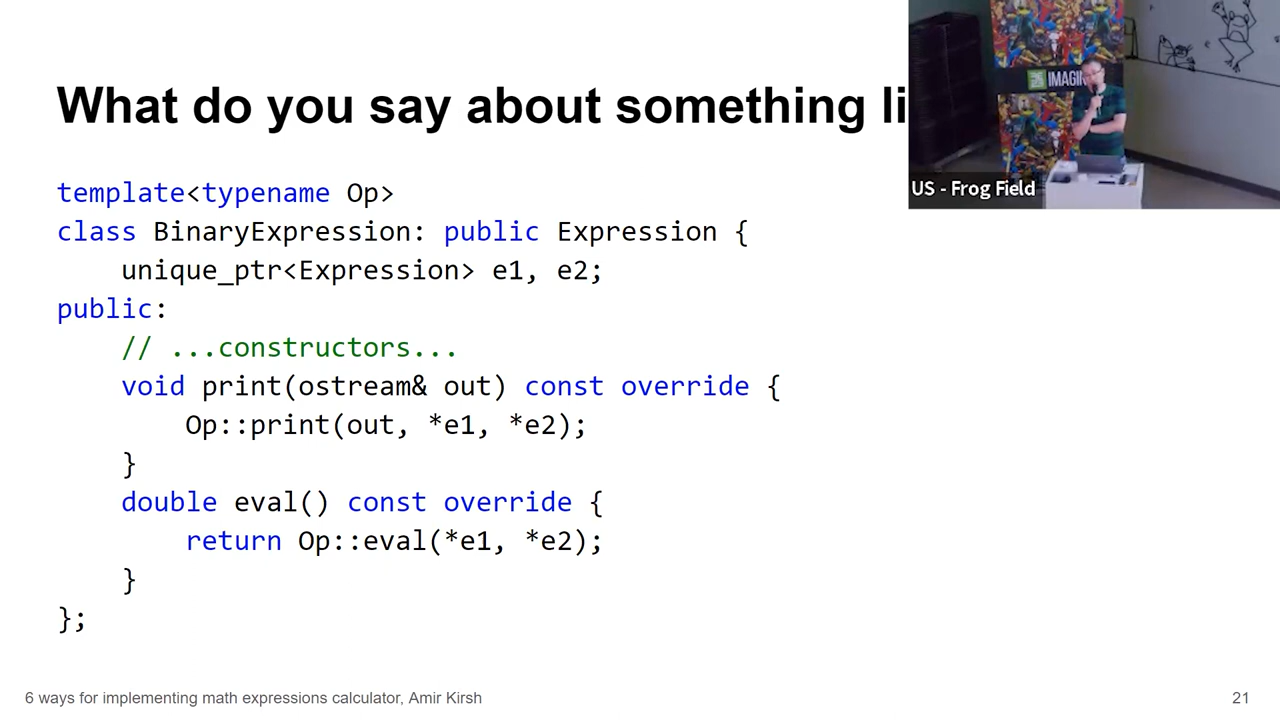 What do you say about something li
template<typename Op>
class BinaryExpression: public Expression {
unique_ptr<Expression> e1, e2;
public:
// ...constructors...
void print(ostream& out) const override {
Op::print(out, *e1, *e2);
}
double eval() const override {
return Op::eval(*e1, *e2);
}
};
IMAGI
US - Frog Field
6 ways for implementing math expressions calculator, Amir Kirsh
21